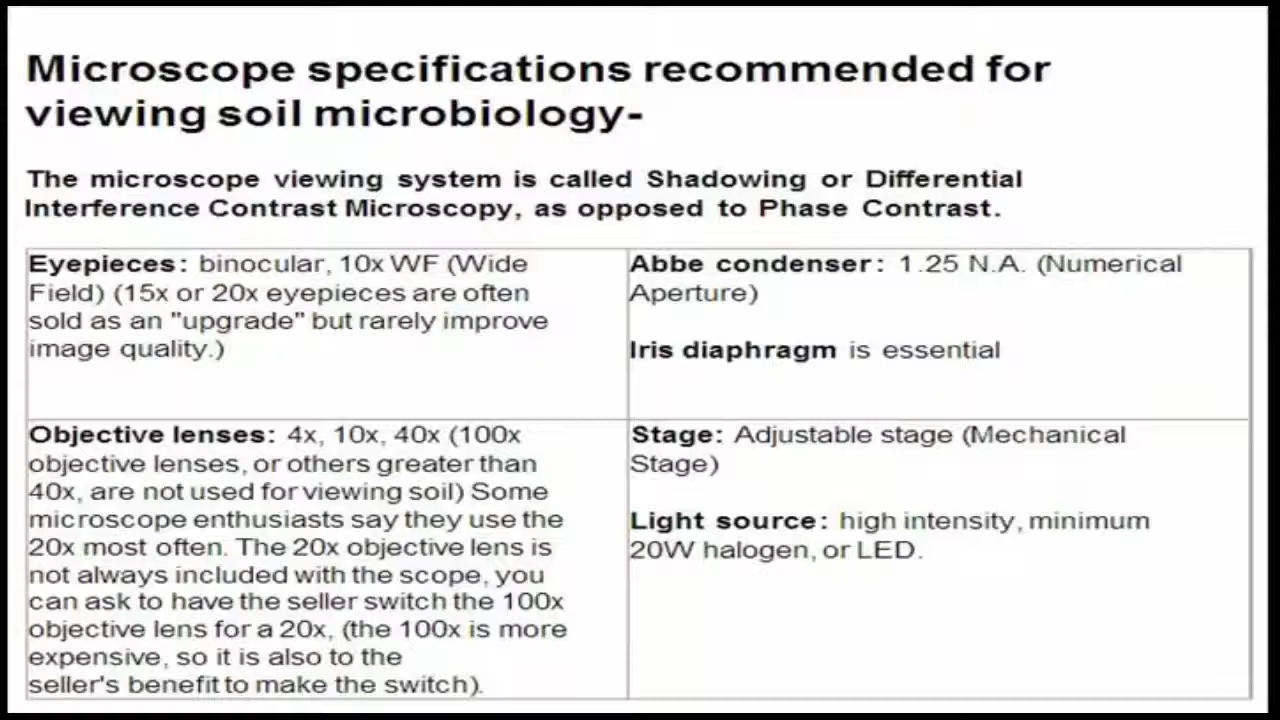 Microscope specifications recommended for
viewing soil microbiology-
The microscope viewing system is called Shadowing or Differential
Interference Contrast Microscopy, as opposed to Phase Contrast.
Eyepieces: binocular, 10x WF (Wide
Field) (15x or 20x eyepieces are often
sold as an "upgrade" but rarely improve
image quality.)
Abbe condenser: 1.25 N.A. (Numerical
Aperture)
Iris diaphragm is essential
Objective lenses: 4x, 10x, 40x (100x
objective lenses, or others greater than
40x, are not used for viewing soil) Some
microscope enthusiasts say they use the
20x most often. The 20x objective lens is
not always included with the scope, you
can ask to have the seller switch the 100x
objective lens for a 20x, (the 100x is more
expensive, so it is also to the
seller's benefit to make the switch).
Stage: Adjustable stage (Mechanical
Stage)
Light source: high intensity, minimum
20W halogen, or LED.